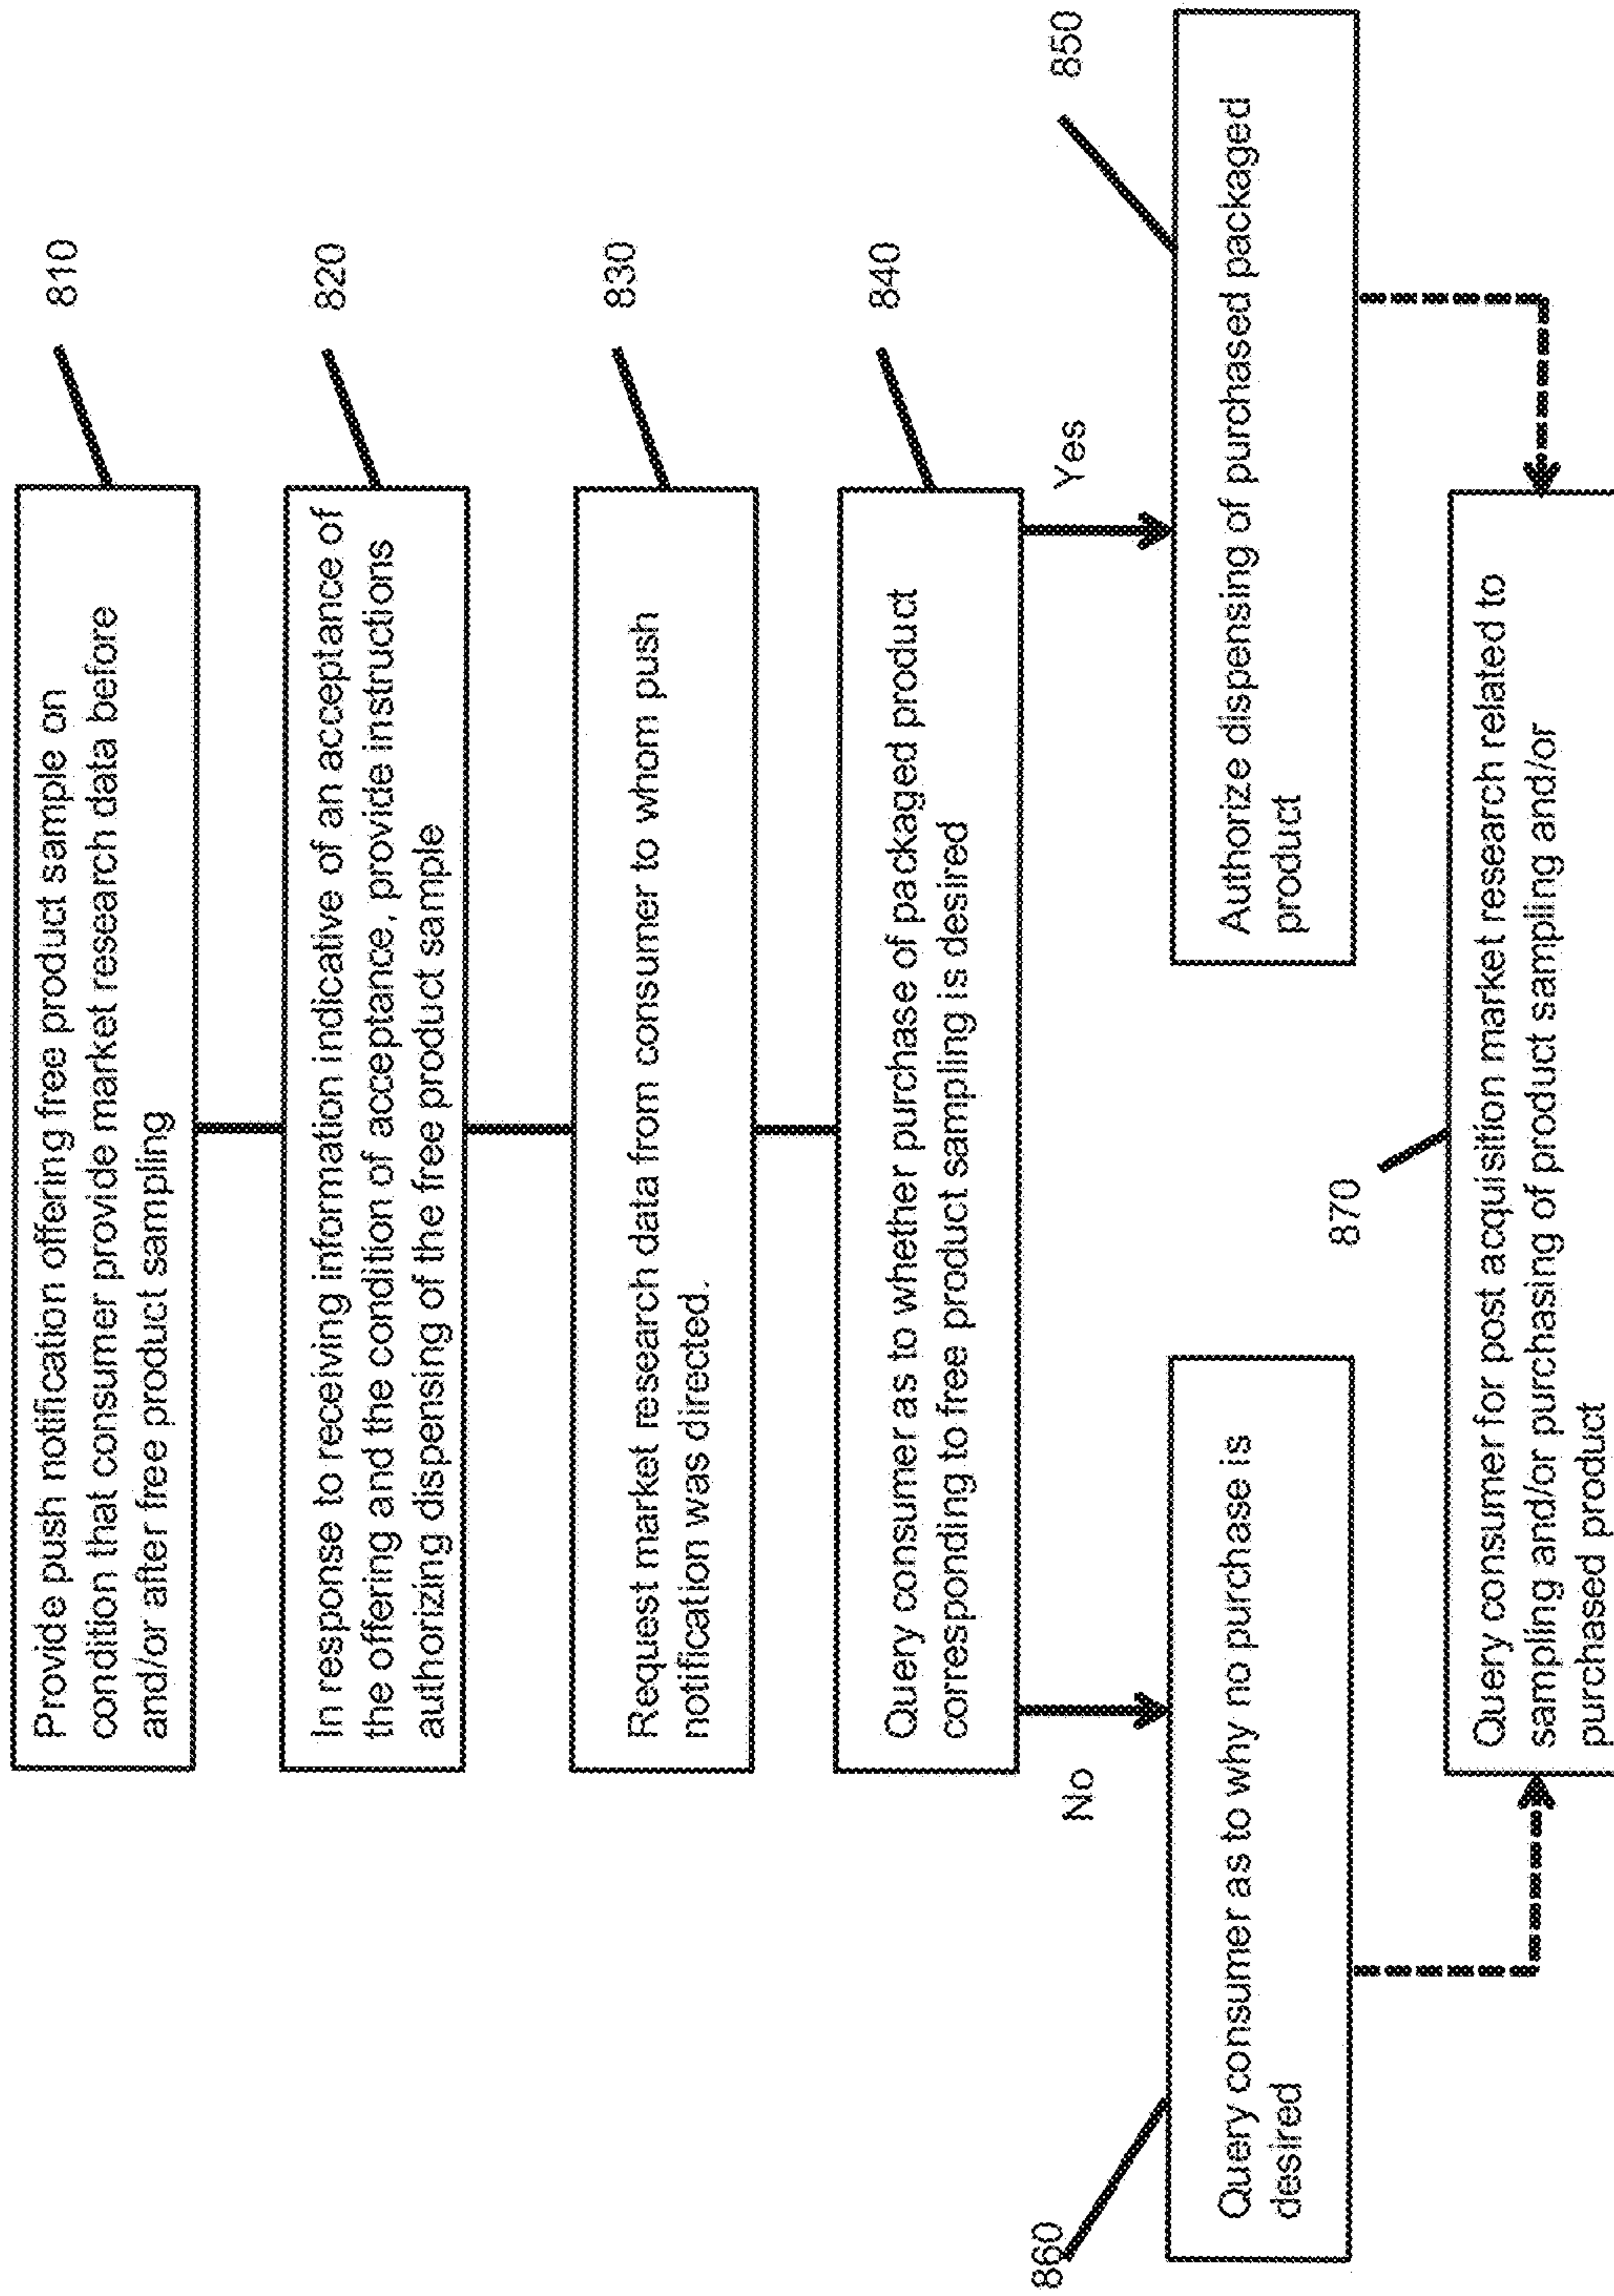 Provide push notification offering free product sample on
condition that consumer provide market research data before
and/or after free product sampling
810
In response to receiving information indicative of an acceptance of
the offering and the condition of acceptance, provide instructions
authorizing dispensing of the free product sample
820
Request market research data from consumer to whom push
notification was directed.
830
Query consumer as to whether purchase of packaged product
corresponding to free product sampling is desired
840
No
Yes
860
Query consumer as to why no purchase is
desired
850
Authorize dispensing of purchased packaged
product
870
Query consumer for post acquisition market research related to
sampling and/or purchasing of product sampling and/or
purchased product